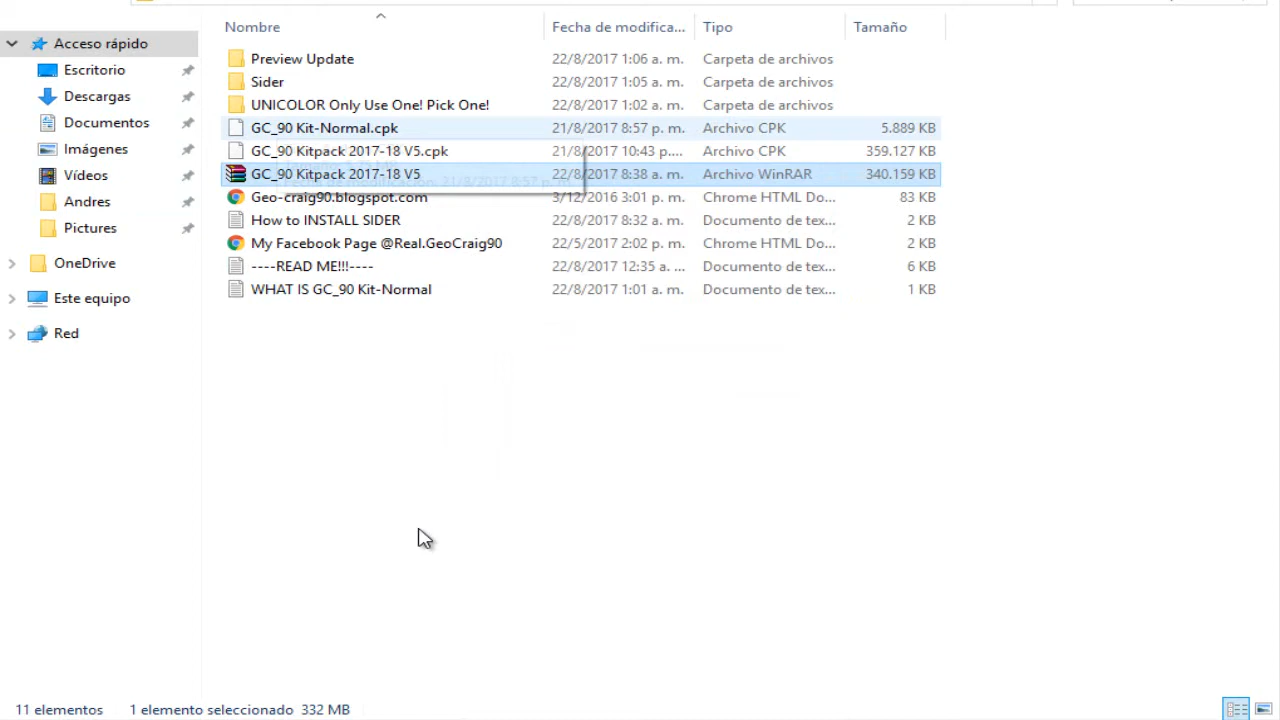 Nombre Fecha de modifica... Tipo Tamaño
Acceso rápido
Escritorio
Descargas
Documentos
Imágenes
Vídeos
Andres
Pictures
OneDrive
Este equipo
Red
Preview Update 22/8/2017 1:06 a. m. Carpeta de archivos
Sider 22/8/2017 1:05 a. m. Carpeta de archivos
UNICOLOR Only Use One! Pick One! 22/8/2017 1:02 a. m. Carpeta de archivos
GC_90 Kit-Normal.cpk 21/8/2017 8:57 p. m. Archivo CPK 5.889 KB
GC_90 Kitpack 2017-18 V5.cpk 21/8/2017 10:43 p.... Archivo CPK 359.127 KB
GC_90 Kitpack 2017-18 V5 22/8/2017 8:38 a. m. Archivo WinRAR 340.159 KB
Fecha de modificación: 21/8/2017 8:57 p. m.
Geo-craig90.blogspot.com 3/12/2016 3:01 p. m. Chrome HTML Do... 83 KB
How to INSTALL SIDER 22/8/2017 8:32 a. m. Documento de tex... 2 KB
My Facebook Page @Real.GeoCraig90 22/5/2017 2:02 p. m. Chrome HTML Do... 2 KB
----READ ME!!!---- 22/8/2017 12:35 a. ... Documento de tex... 6 KB
WHAT IS GC_90 Kit-Normal 22/8/2017 1:01 a. m. Documento de tex... 1 KB
11 elementos 1 elemento seleccionado 332 MB